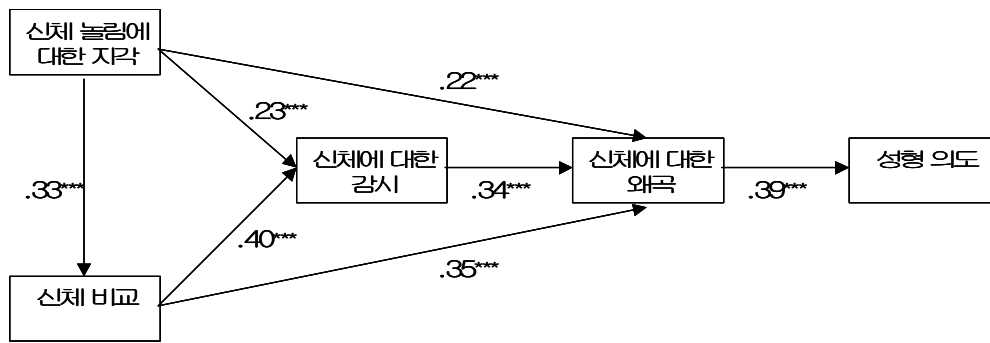 신체 놀림에
대한 지각
.22***
.23***
신체에 대한
감시
신체에 대한
왜곡
성형 의도
.33***
.34***
.39***
.40***
.35***
신체 비교